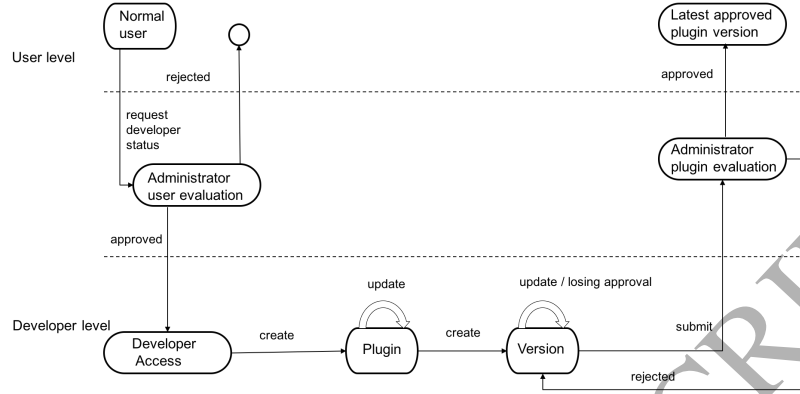 Normal
user
Latest approved
plugin version
User level
rejected
approved
request
developer
status
Administrator
user evaluation
Administrator
plugin evaluation
approved
update
update / losing approval
Developer level
Developer
Access
create
Plugin
create
Version
submit
rejected